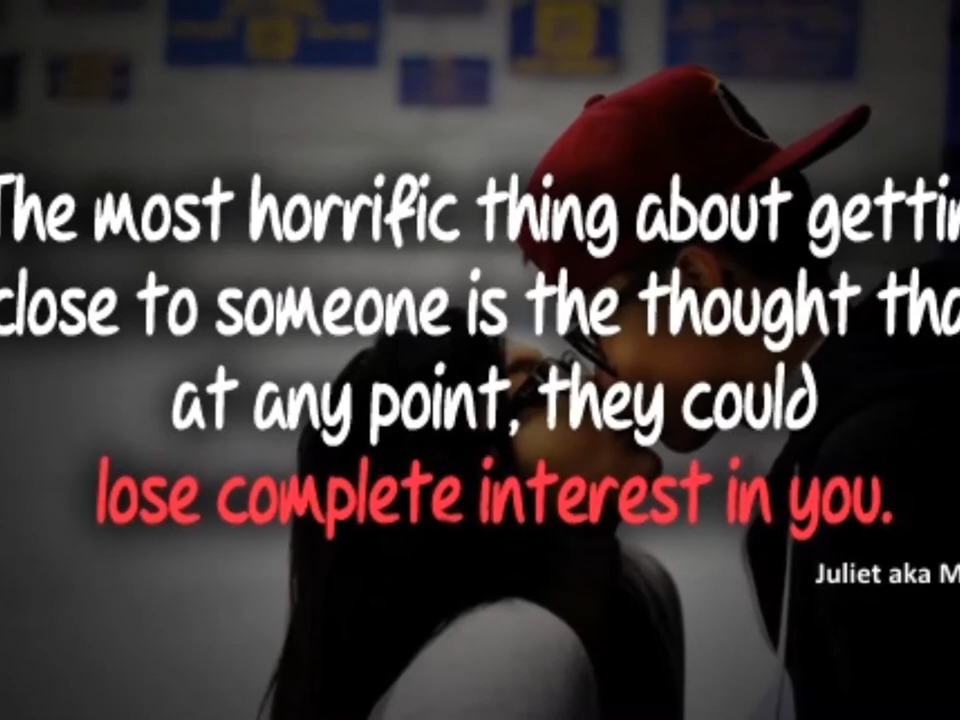 The most horrific thing about gettin
close to someone is the thought tha
at any point, they could
lose complete interest in you.
Juliet aka M